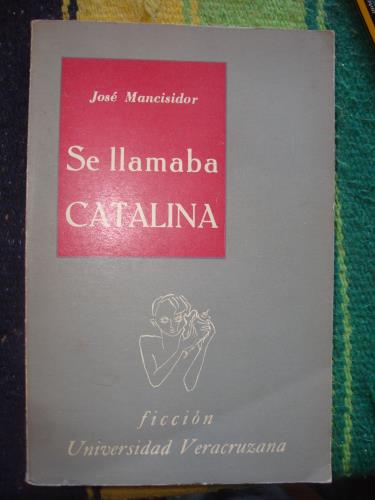 José Mancisidor
Se llamaba
CATALINA
ficción
Universidad Veracruzana